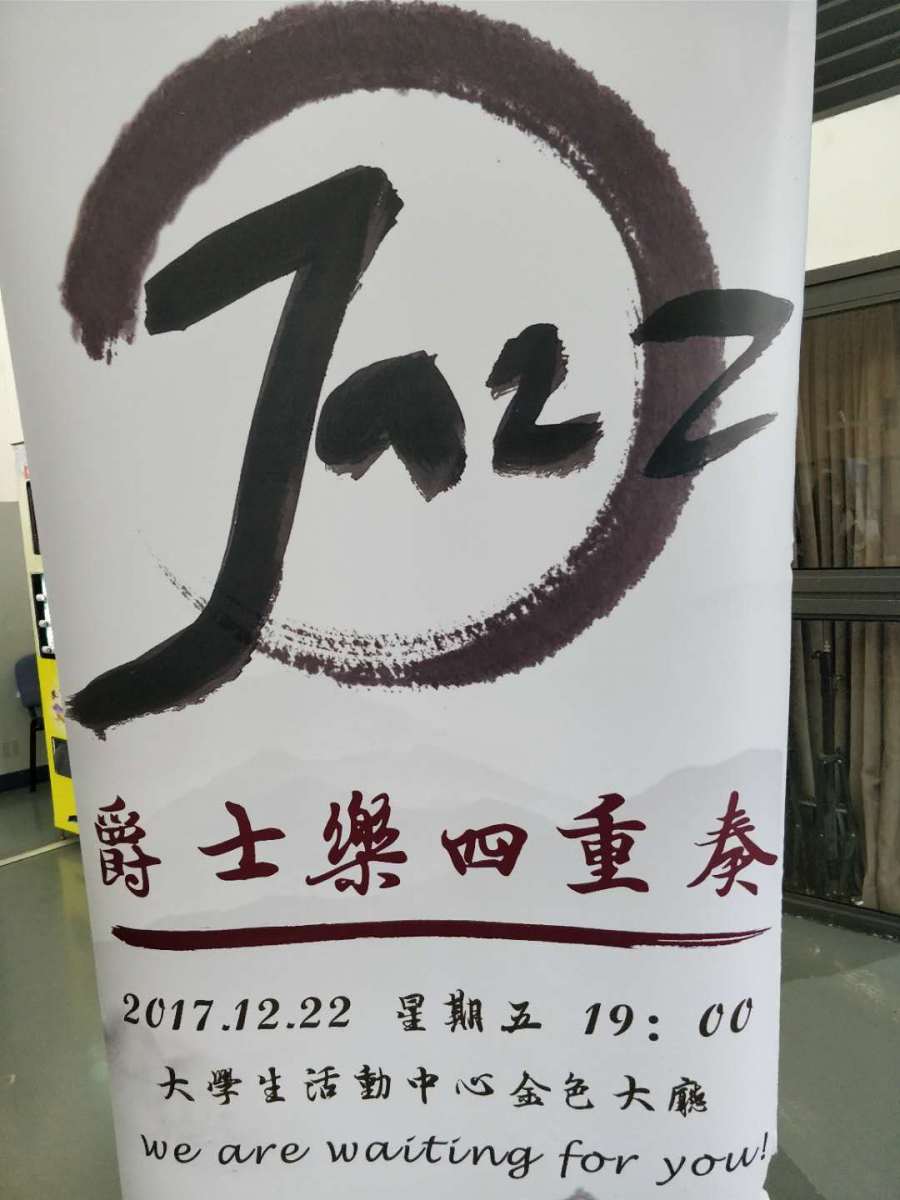 Jazz
爵士樂四重奏
2017.12.22 星期五 19：00
大學生活動中心金色大廳
we are waiting for you!